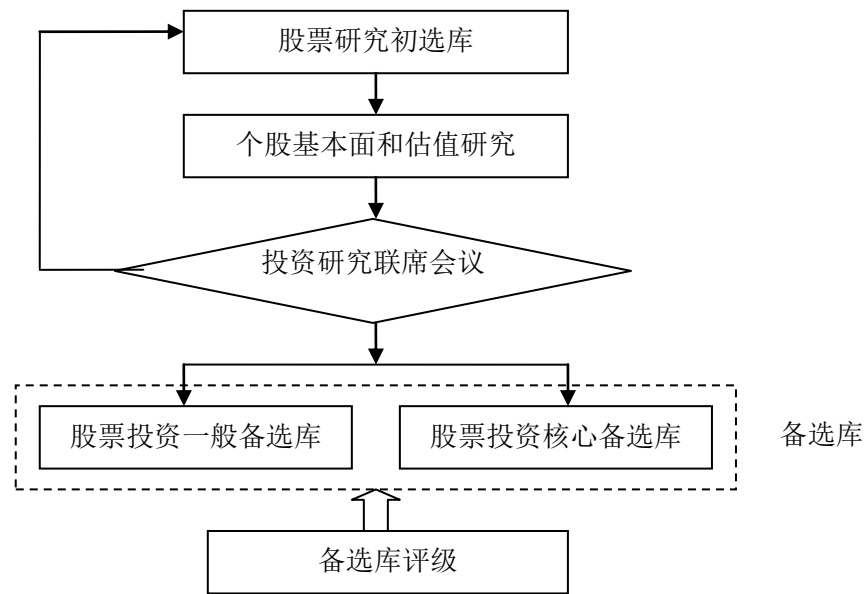 股票研究初选库
个股基本面和估值研究
投资研究联席会议
股票投资一般备选库
股票投资核心备选库
备选库
备选库评级